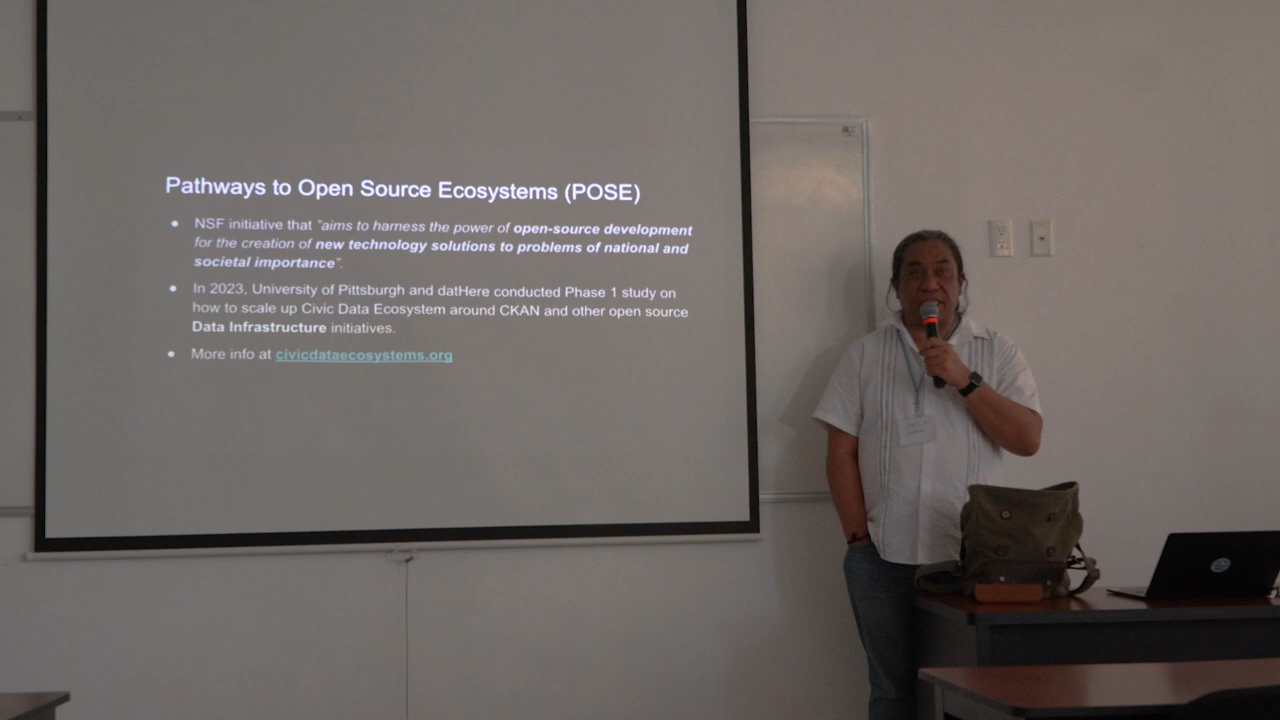 Pathways to Open Source Ecosystems (POSE)
● NSF initiative that "aims to harness the power of open-source development
for the creation of new technology solutions to problems of national and
societal importance".
● In 2023, University of Pittsburgh and datHere conducted Phase 1 study on
how to scale up Civic Data Ecosystem around CKAN and other open source
Data Infrastructure initiatives.
● More info at civicdataecosystems.org